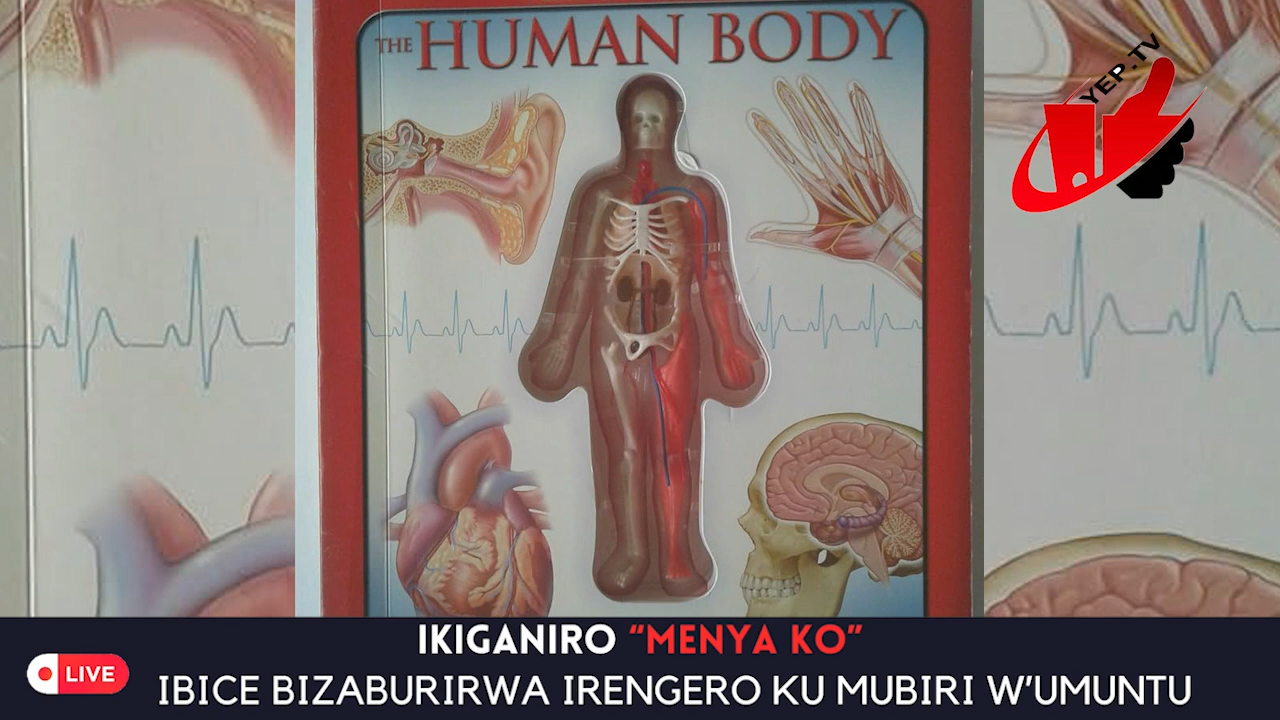 THE HUMAN BODY
YEP.TV
IKIGANIRO “MENYA KO”
LIVE
IBICE BIZABURIRWA IRENGERO KU MUBIRI W’UMUNTU